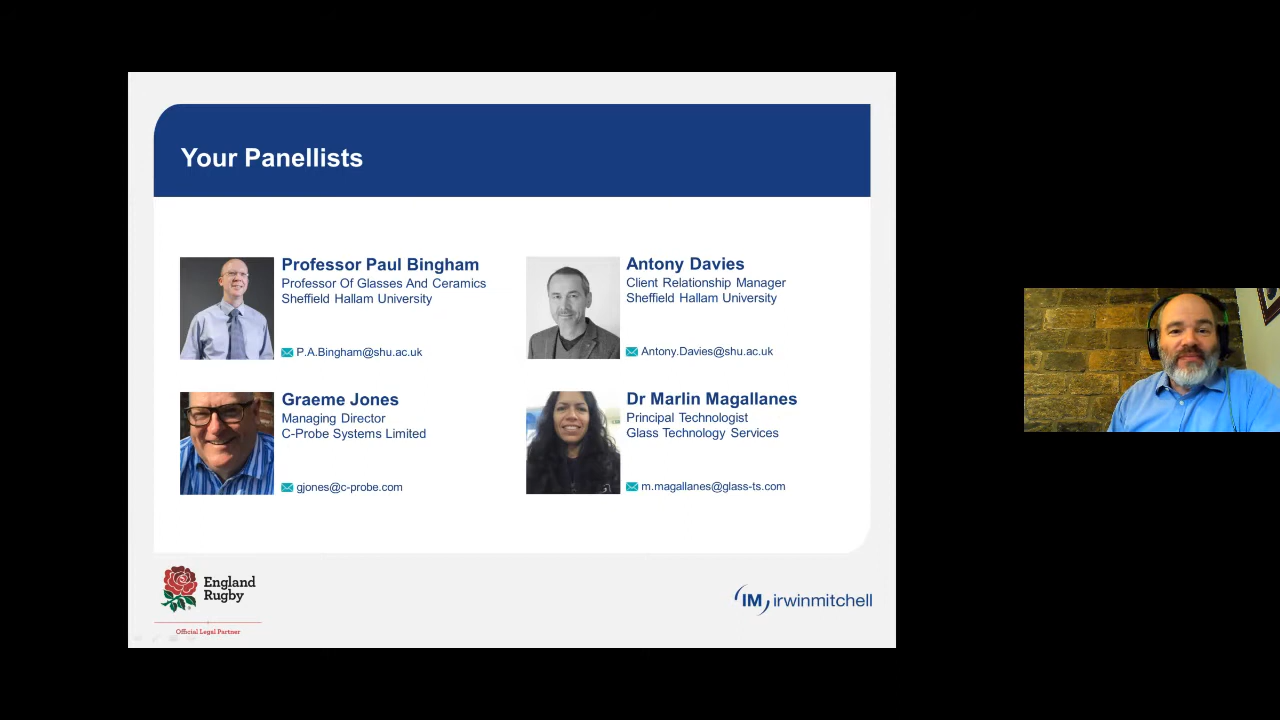 Your Panellists
Professor Paul Bingham
Professor Of Glasses And Ceramics
Sheffield Hallam University
P.A.Bingham@shu.ac.uk
Antony Davies
Client Relationship Manager
Sheffield Hallam University
Antony.Davies@shu.ac.uk
Graeme Jones
Managing Director
C-Probe Systems Limited
gjones@c-probe.com
Dr Marlin Magallanes
Principal Technologist
Glass Technology Services
m.magallanes@glass-ts.com
England
Rugby
Official Legal Partner
IM irwinmitchell